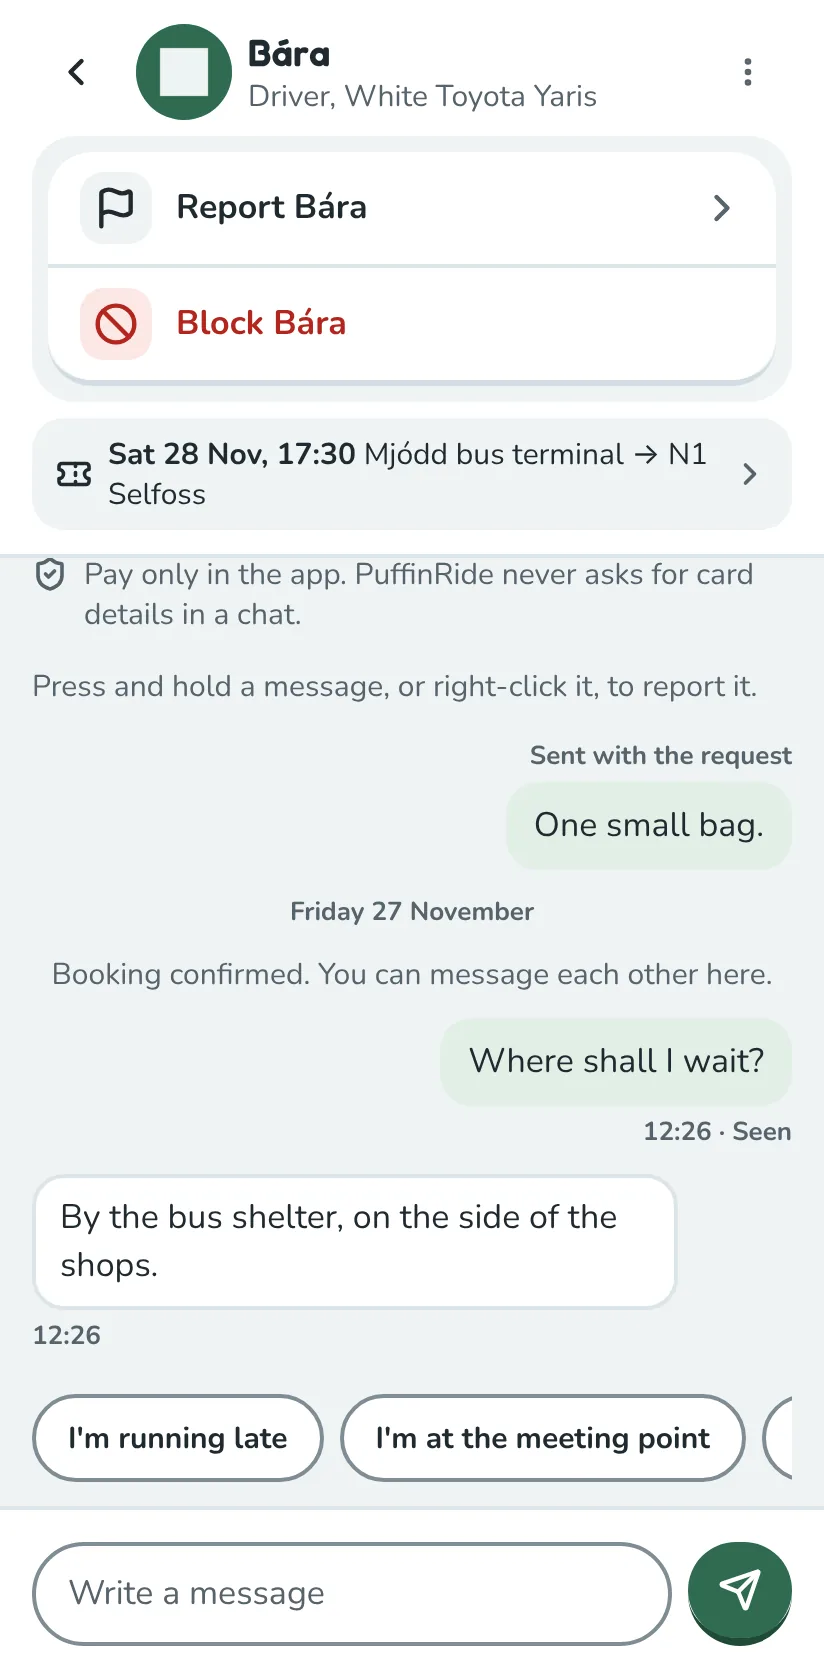 Bára
Driver, White Toyota Yaris
Report Bára
Block Bára
Sat 28 Nov, 17:30 Mjódd bus terminal → N1
Selfoss
Pay only in the app. PuffinRide never asks for card
details in a chat.
Press and hold a message, or right-click it, to report it.
Sent with the request
One small bag.
Friday 27 November
Booking confirmed. You can message each other here.
Where shall I wait?
12:26 · Seen
By the bus shelter, on the side of the
shops.
12:26
I'm running late
I'm at the meeting point
Write a message